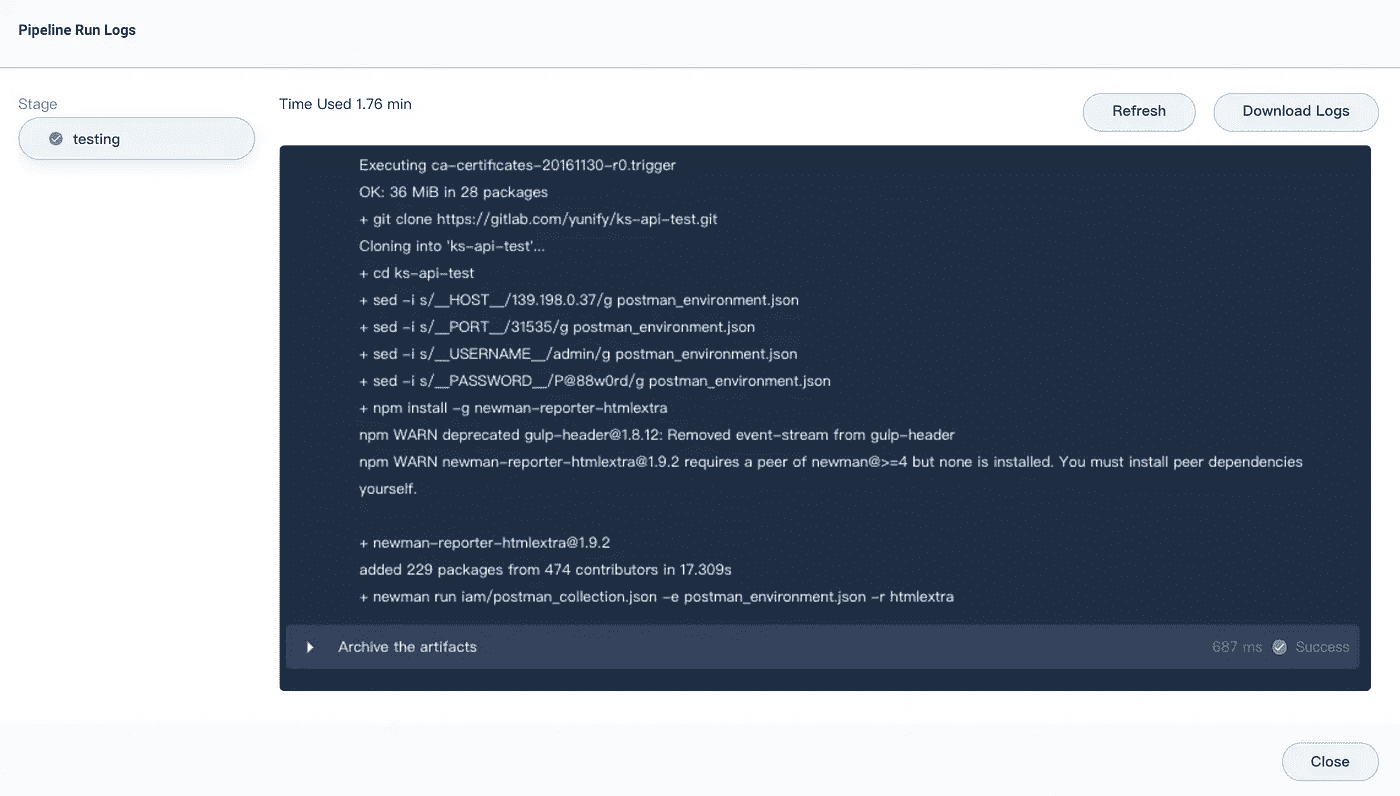 Pipeline Run Logs
Stage
testing
Time Used 1.76 min
Refresh
Download Logs
Executing ca-certificates-20161130-r0.trigger
OK: 36 MiB in 28 packages
+ git clone https://gitlab.com/yunify/ks-api-test.git
Cloning into 'ks-api-test'...
+ cd ks-api-test
+ sed -i s/__HOST__/139.198.0.37/g postman_environment.json
+ sed -i s/__PORT__/31535/g postman_environment.json
+ sed -i s/__USERNAME__/admin/g postman_environment.json
+ sed -i s/__PASSWORD__/P@88w0rd/g postman_environment.json
+ npm install -g newman-reporter-htmlextra
npm WARN deprecated gulp-header@1.8.12: Removed event-stream from gulp-header
npm WARN newman-reporter-htmlextra@1.9.2 requires a peer of newman@>=4 but none is installed. You must install peer dependencies
yourself.
+ newman-reporter-htmlextra@1.9.2
added 229 packages from 474 contributors in 17.309s
+ newman run iam/postman_collection.json -e postman_environment.json -r htmlextra
Archive the artifacts
687 ms
Success
Close